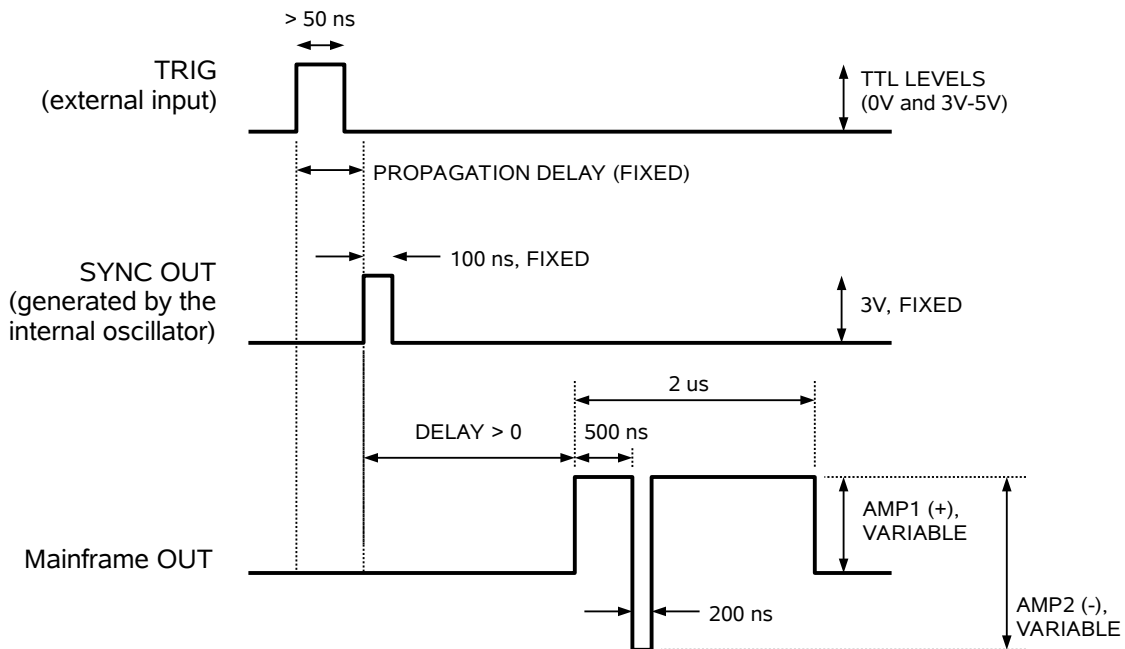 > 50 ns
TRIG
(external input)
TTL LEVELS
(0V and 3V-5V)
PROPAGATION DELAY (FIXED)
SYNC OUT
(generated by the
internal oscillator)
100 ns, FIXED
3V, FIXED
2 us
DELAY > 0
500 ns
AMP1 (+),
VARIABLE
Mainframe OUT
200 ns
AMP2 (-),
VARIABLE